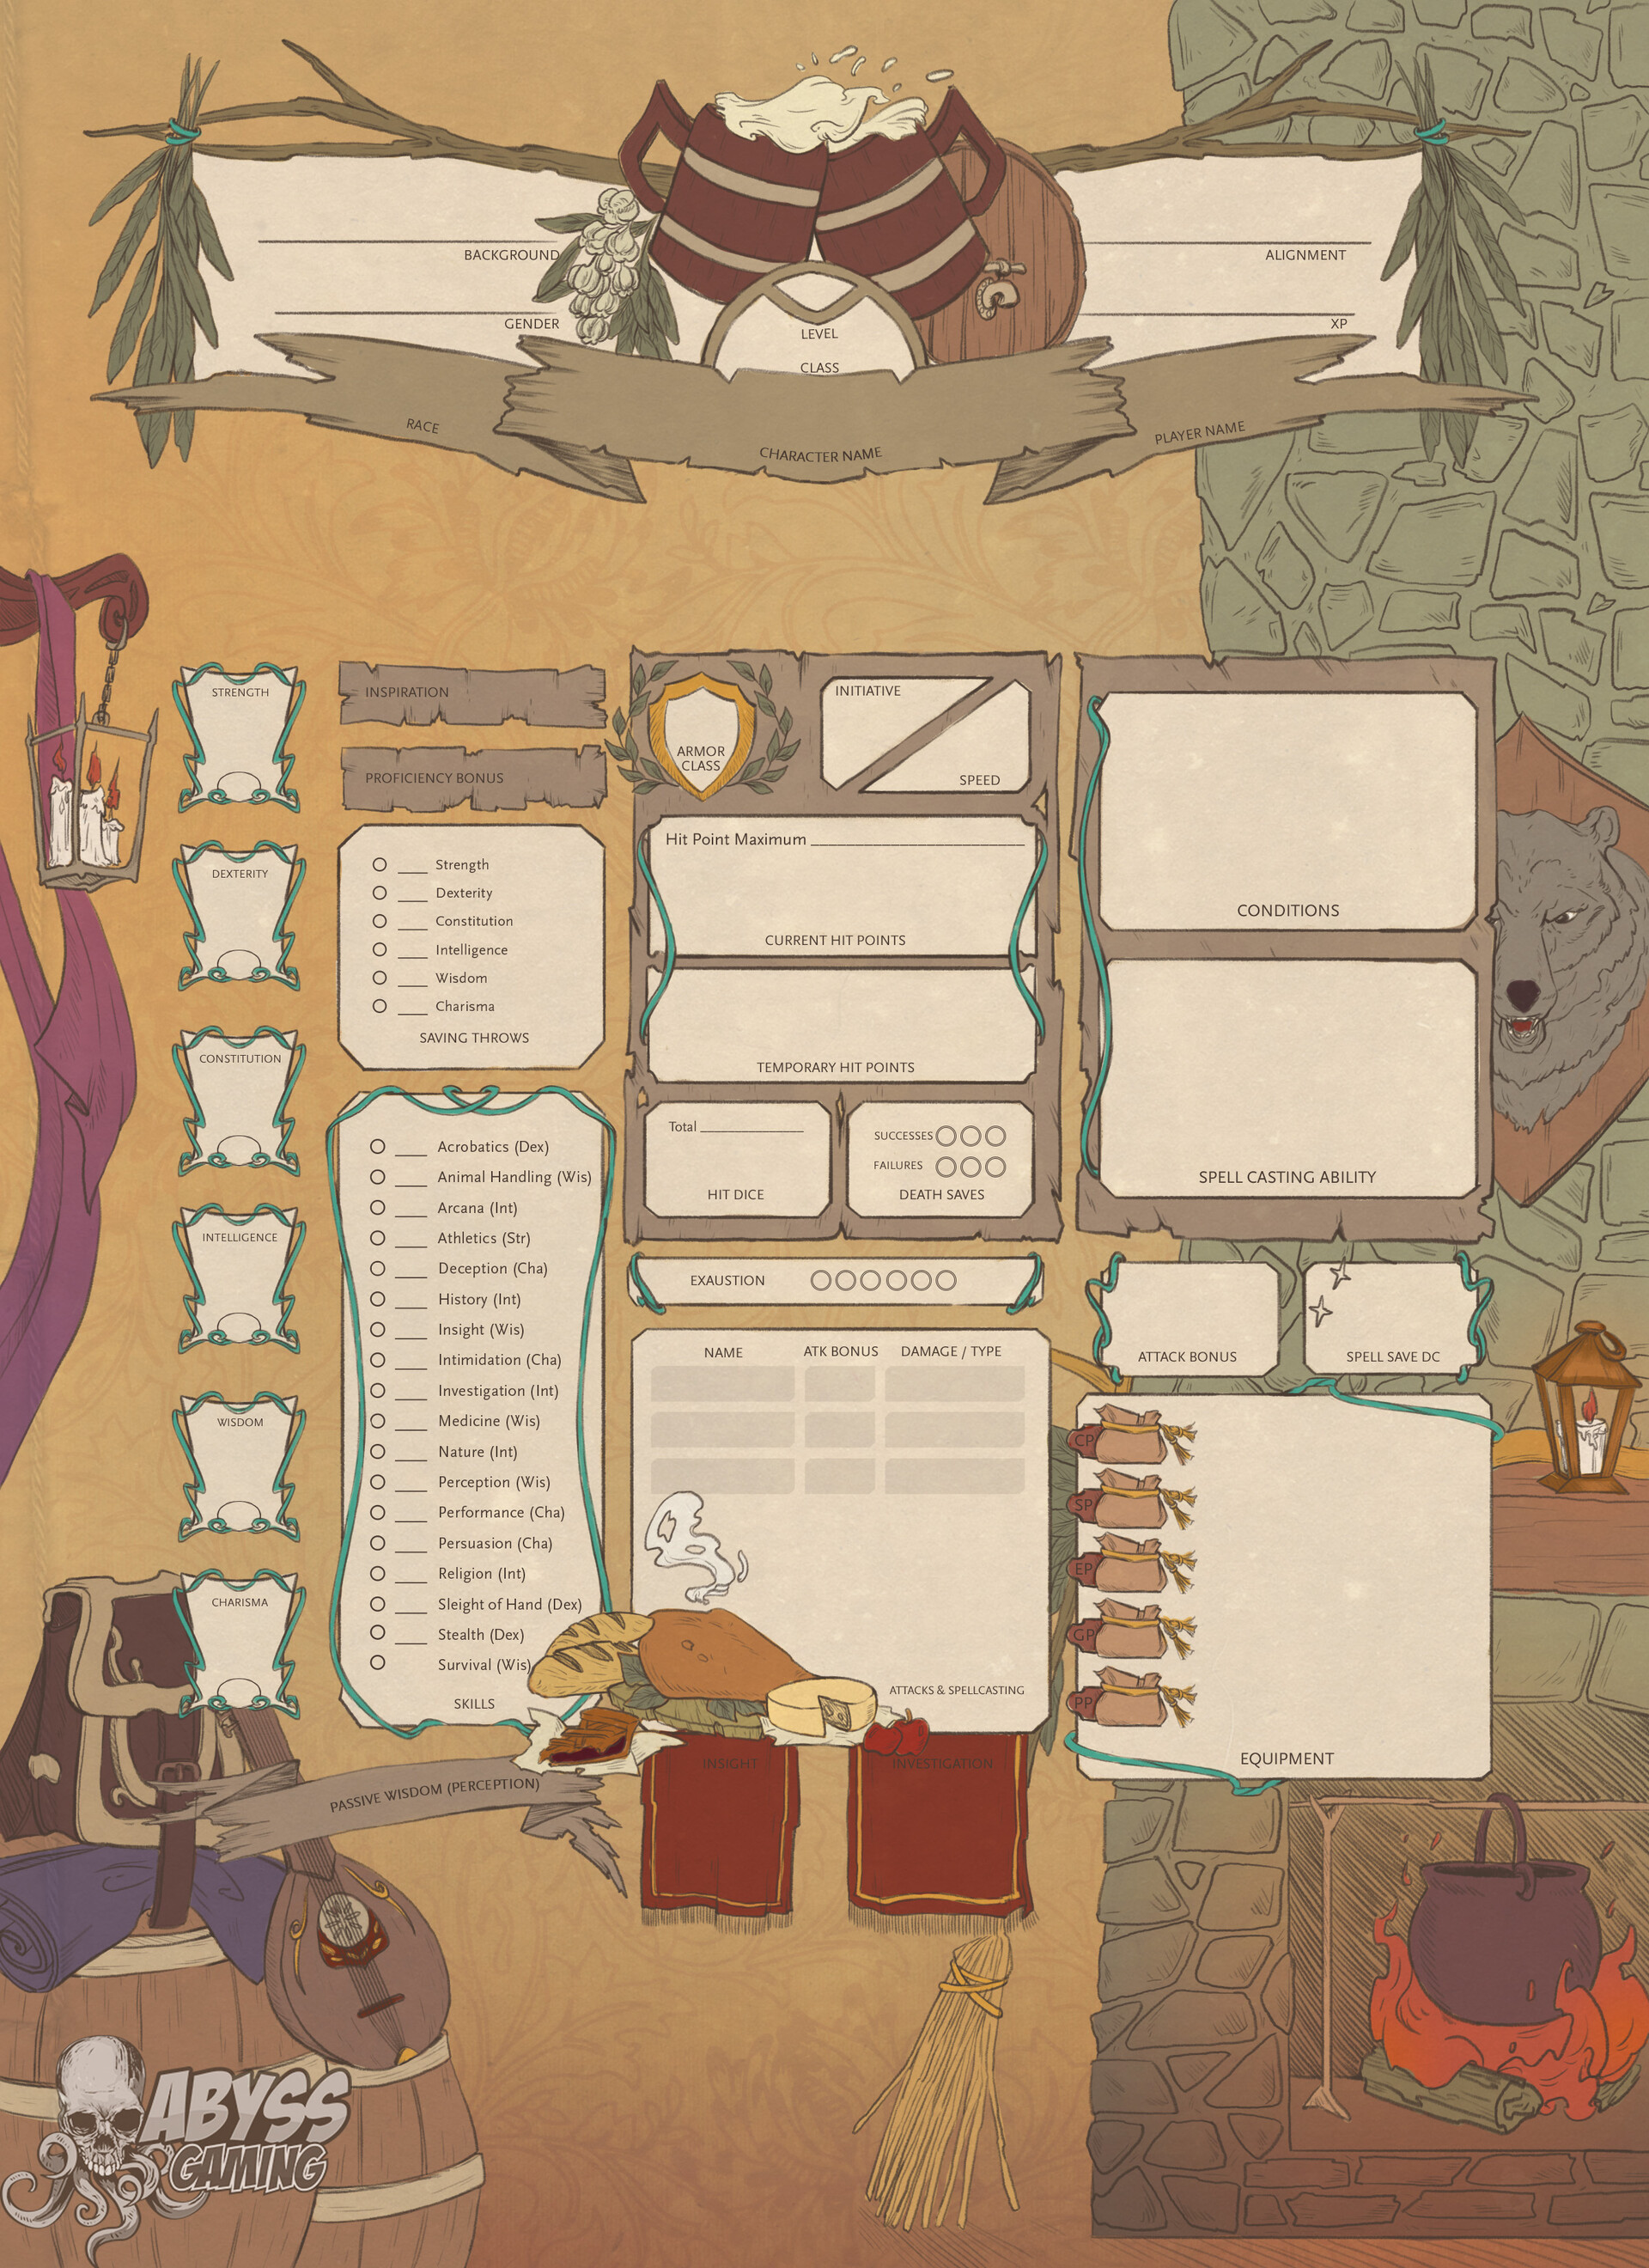 BACKGROUND
GENDER
LEVEL
CLASS
ALIGNMENT
XP
RACE
CHARACTER NAME
PLAYER NAME
STRENGTH
DEXTERITY
CONSTITUTION
INTELLIGENCE
WISDOM
CHARISMA
INSPIRATION
PROFICIENCY BONUS
Strength
Dexterity
Constitution
Intelligence
Wisdom
Charisma
SAVING THROWS
Acrobatics (Dex)
Animal Handling (Wis)
Arcana (Int)
Athletics (Str)
Deception (Cha)
History (Int)
Insight (Wis)
Intimidation (Cha)
Investigation (Int)
Medicine (Wis)
Nature (Int)
Perception (Wis)
Performance (Cha)
Persuasion (Cha)
Religion (Int)
Sleight of Hand (Dex)
Stealth (Dex)
Survival (Wis)
SKILLS
PASSIVE WISDOM (PERCEPTION)
ARMOR
CLASS
INITIATIVE
SPEED
Hit Point Maximum
CURRENT HIT POINTS
TEMPORARY HIT POINTS
Total
HIT DICE
SUCCESSES
FAILURES
DEATH SAVES
EXAUSTION
NAME ATK BONUS DAMAGE / TYPE
ATTACKS & SPELLCASTING
INSIGHT
INVESTIGATION
CONDITIONS
SPELL CASTING ABILITY
ATTACK BONUS
SPELL SAVE DC
CP
SP
EP
GP
PP
EQUIPMENT
ABYSS
GAMING